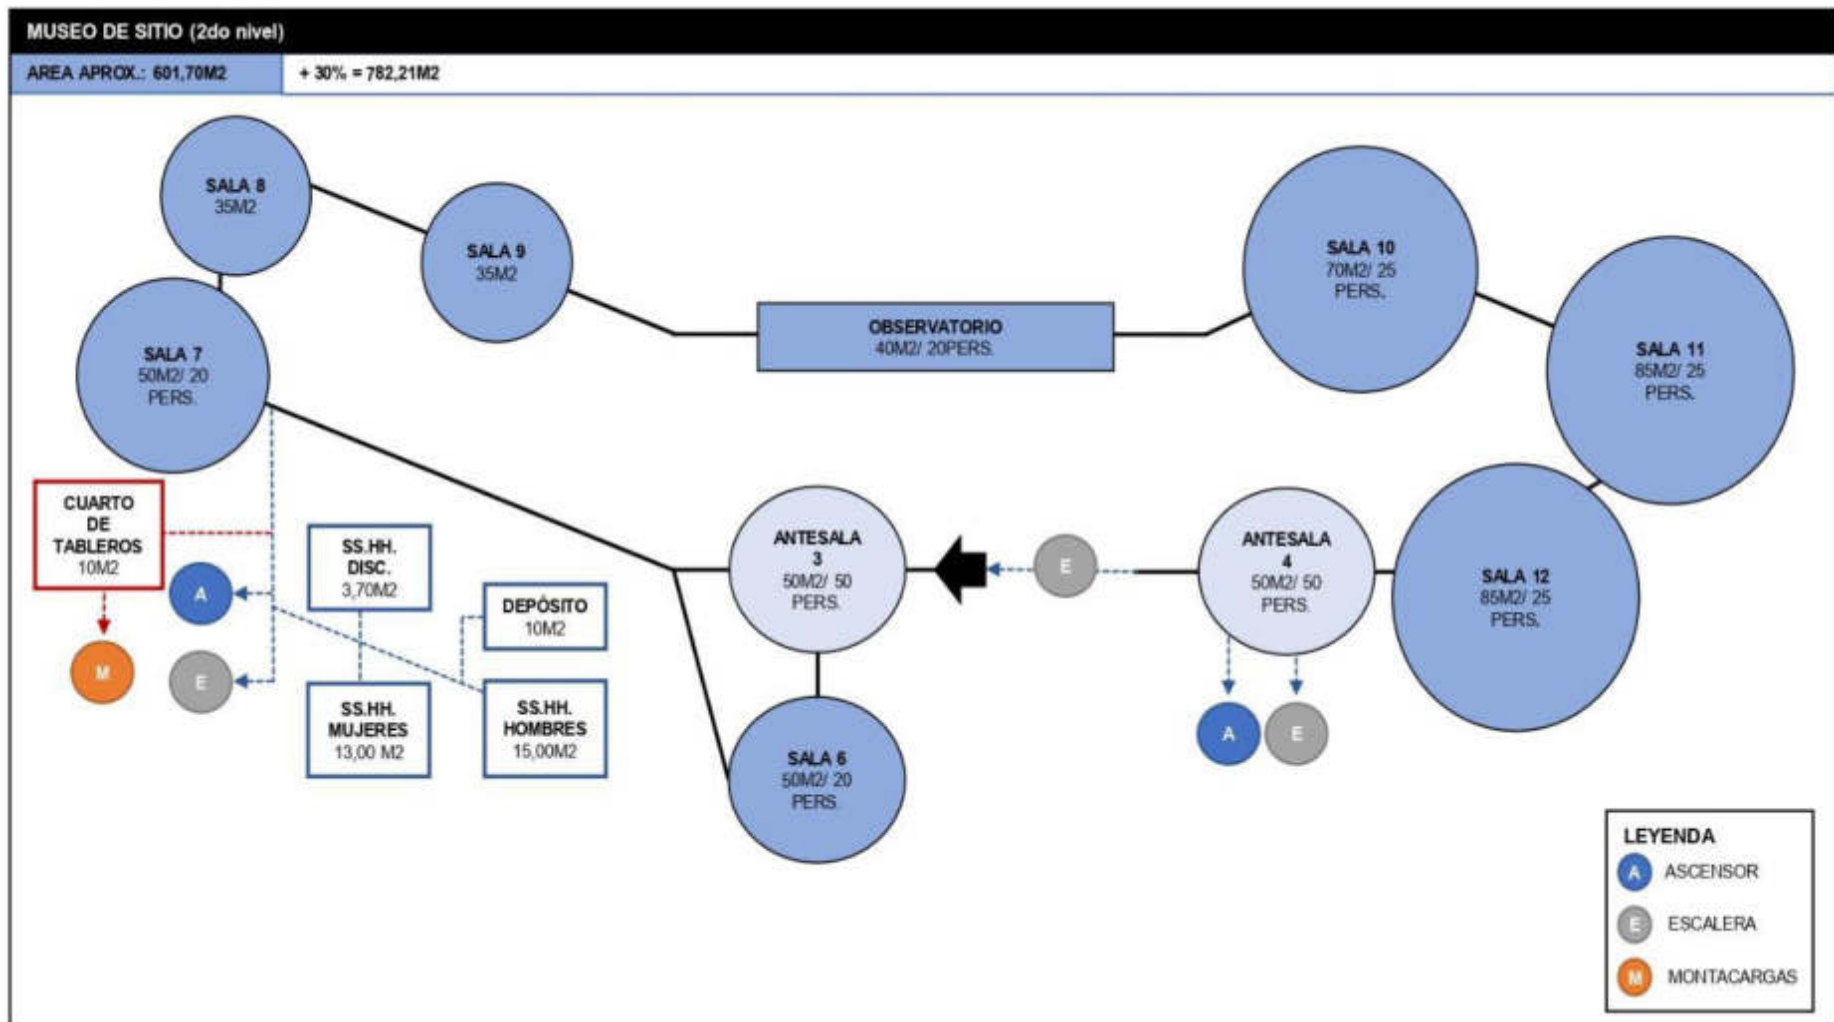 MUSEO DE SITIO (2do nivel)
AREA APROX.: 601,70M2
+ 30% = 782,21M2
SALA 8
35M2
SALA 9
35M2
SALA 10
70M2/ 25
PERS.
OBSERVATORIO
40M2/ 20PERS.
SALA 11
85M2/ 25
PERS.
SALA 7
50M2/ 20
PERS.
CUARTO
DE
TABLEROS
10M2
SS.HH.
DISC.
3,70M2
ANTESALA
3
50M2/ 50
PERS.
E
ANTESALA
4
50M2/ 50
PERS.
SALA 12
85M2/ 25
PERS.
A
DEPÓSITO
10M2
M
E
SS.HH.
MUJERES
13,00 M2
SS.HH.
HOMBRES
15,00M2
A
E
SALA 6
50M2/ 20
PERS.
LEYENDA
A ASCENSOR
E ESCALERA
M MONTACARGAS